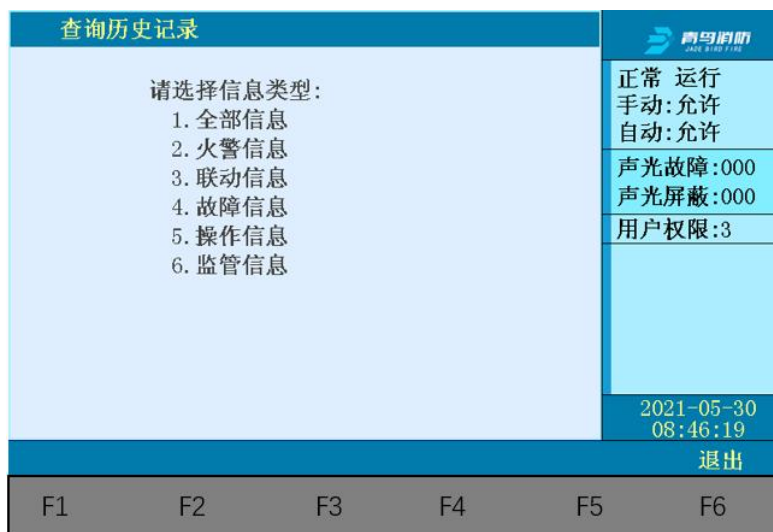 查询历史记录
请选择信息类型:
1.全部信息
2.火警信息
3.联动信息
4.故障信息
5.操作信息
6.监管信息
青鸟消防
JADE BIRD FIRE
正常 运行
手动:允许
自动:允许
声光故障:000
声光屏蔽:000
用户权限:3
2021-05-30
08:46:19
退出
F1 F2 F3 F4 F5 F6